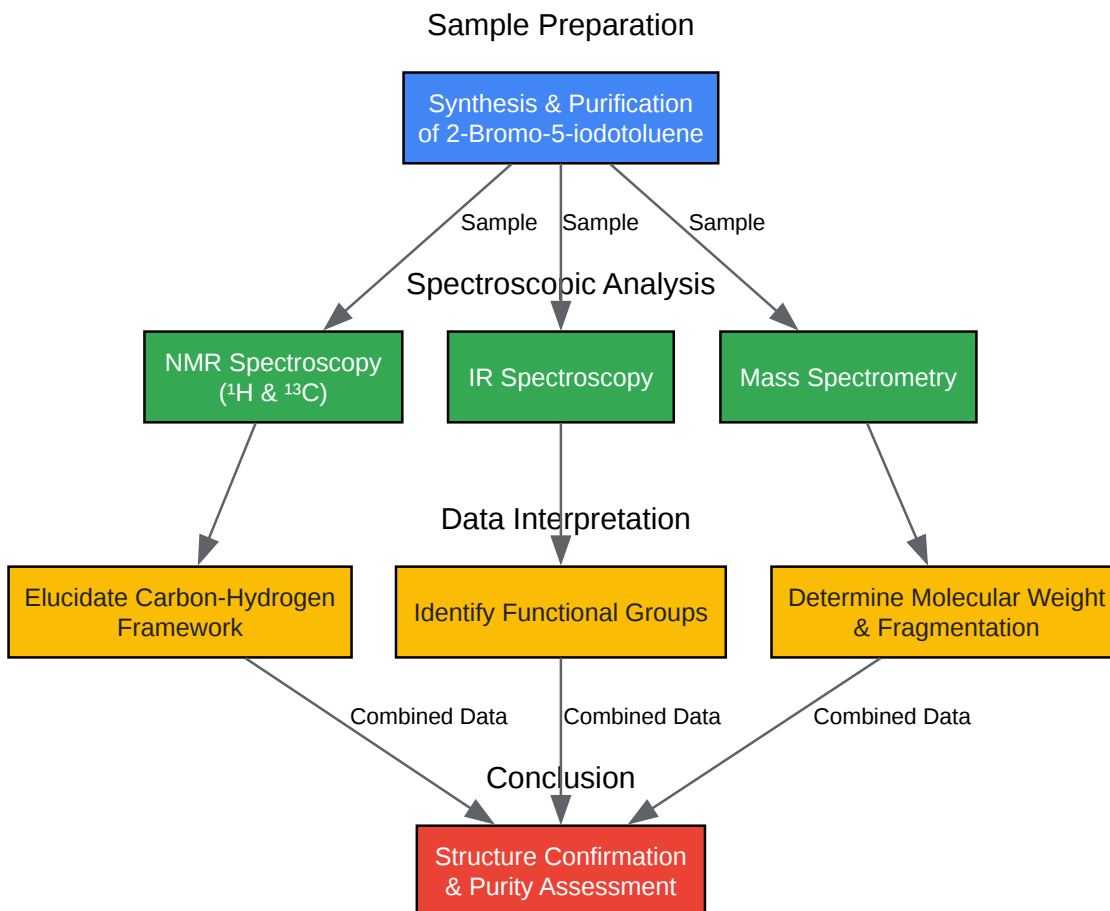 Sample Preparation
Synthesis & Purification
of 2-Bromo-5-iodotoluene
Sample
Sample
Sample
Spectroscopic Analysis
NMR Spectroscopy
(¹H & ¹³C)
IR Spectroscopy
Mass Spectrometry
Data Interpretation
Elucidate Carbon-Hydrogen
Framework
Identify Functional Groups
Determine Molecular Weight
& Fragmentation
Combined Data
Combined Data
Combined Data
Conclusion
Structure Confirmation
& Purity Assessment